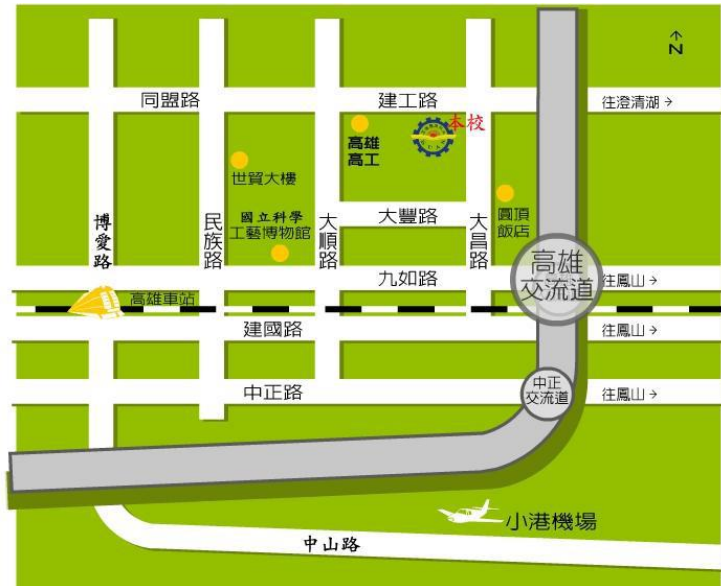 N
同盟路
建工路
往澄清湖→
本校
高雄
高工
世貿大樓
博愛路
民族路
國立科學
工藝博物館
大順路
大豐路
大昌路
圓頂
飯店
九如路
高雄
交流道
往鳳山→
高雄車站
建國路
往鳳山→
中正路
中正
交流道
往鳳山→
小港機場
中山路